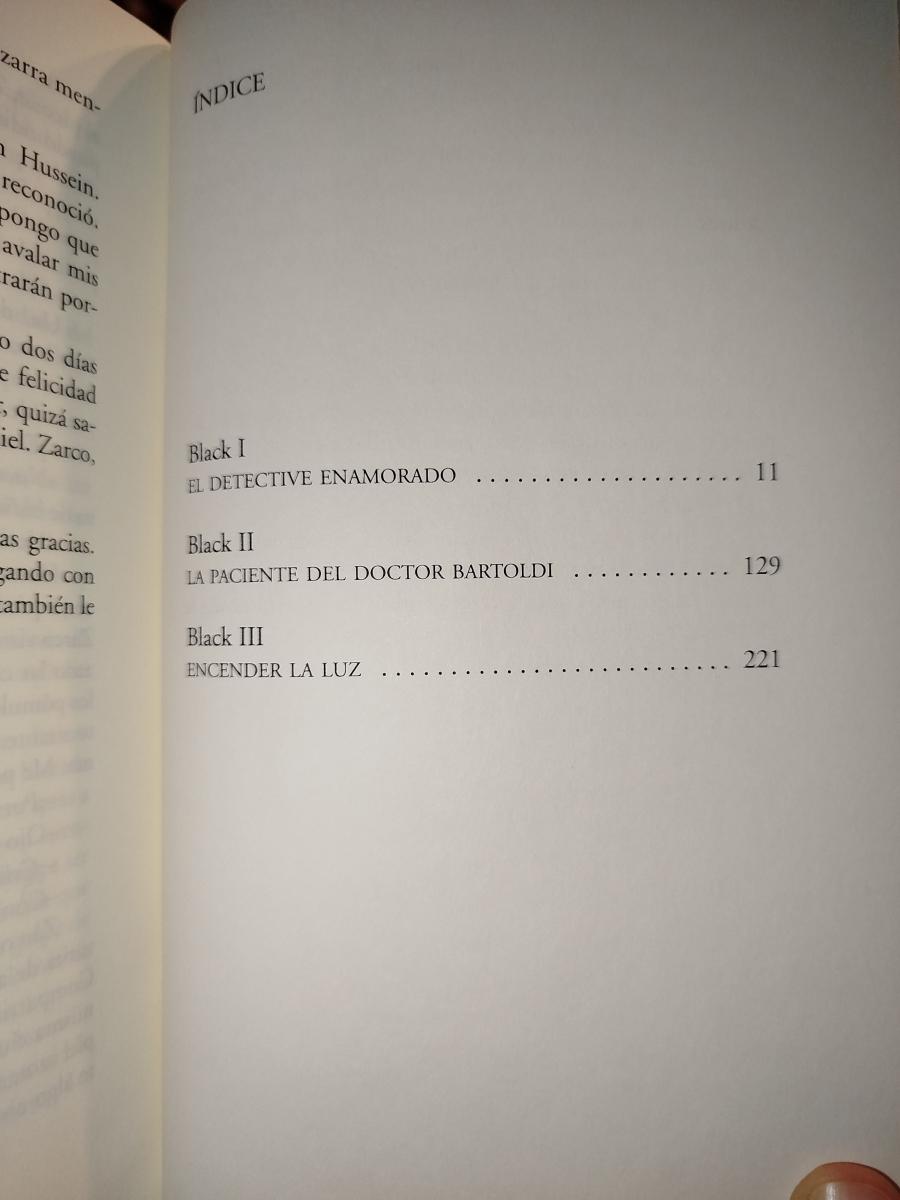 zarra men-
Hussein.
reconoció.
pongo que
avalar mis
rarán por-
o dos días
e felicidad
, quizá sa-
iel. Zarco,
as gracias.
gando con
también le
ÍNDICE
Black I
EL DETECTIVE ENAMORADO ..................... 11
Black II
LA PACIENTE DEL DOCTOR BARTOLDI ............ 129
Black III
ENCENDER LA LUZ .......................... 221